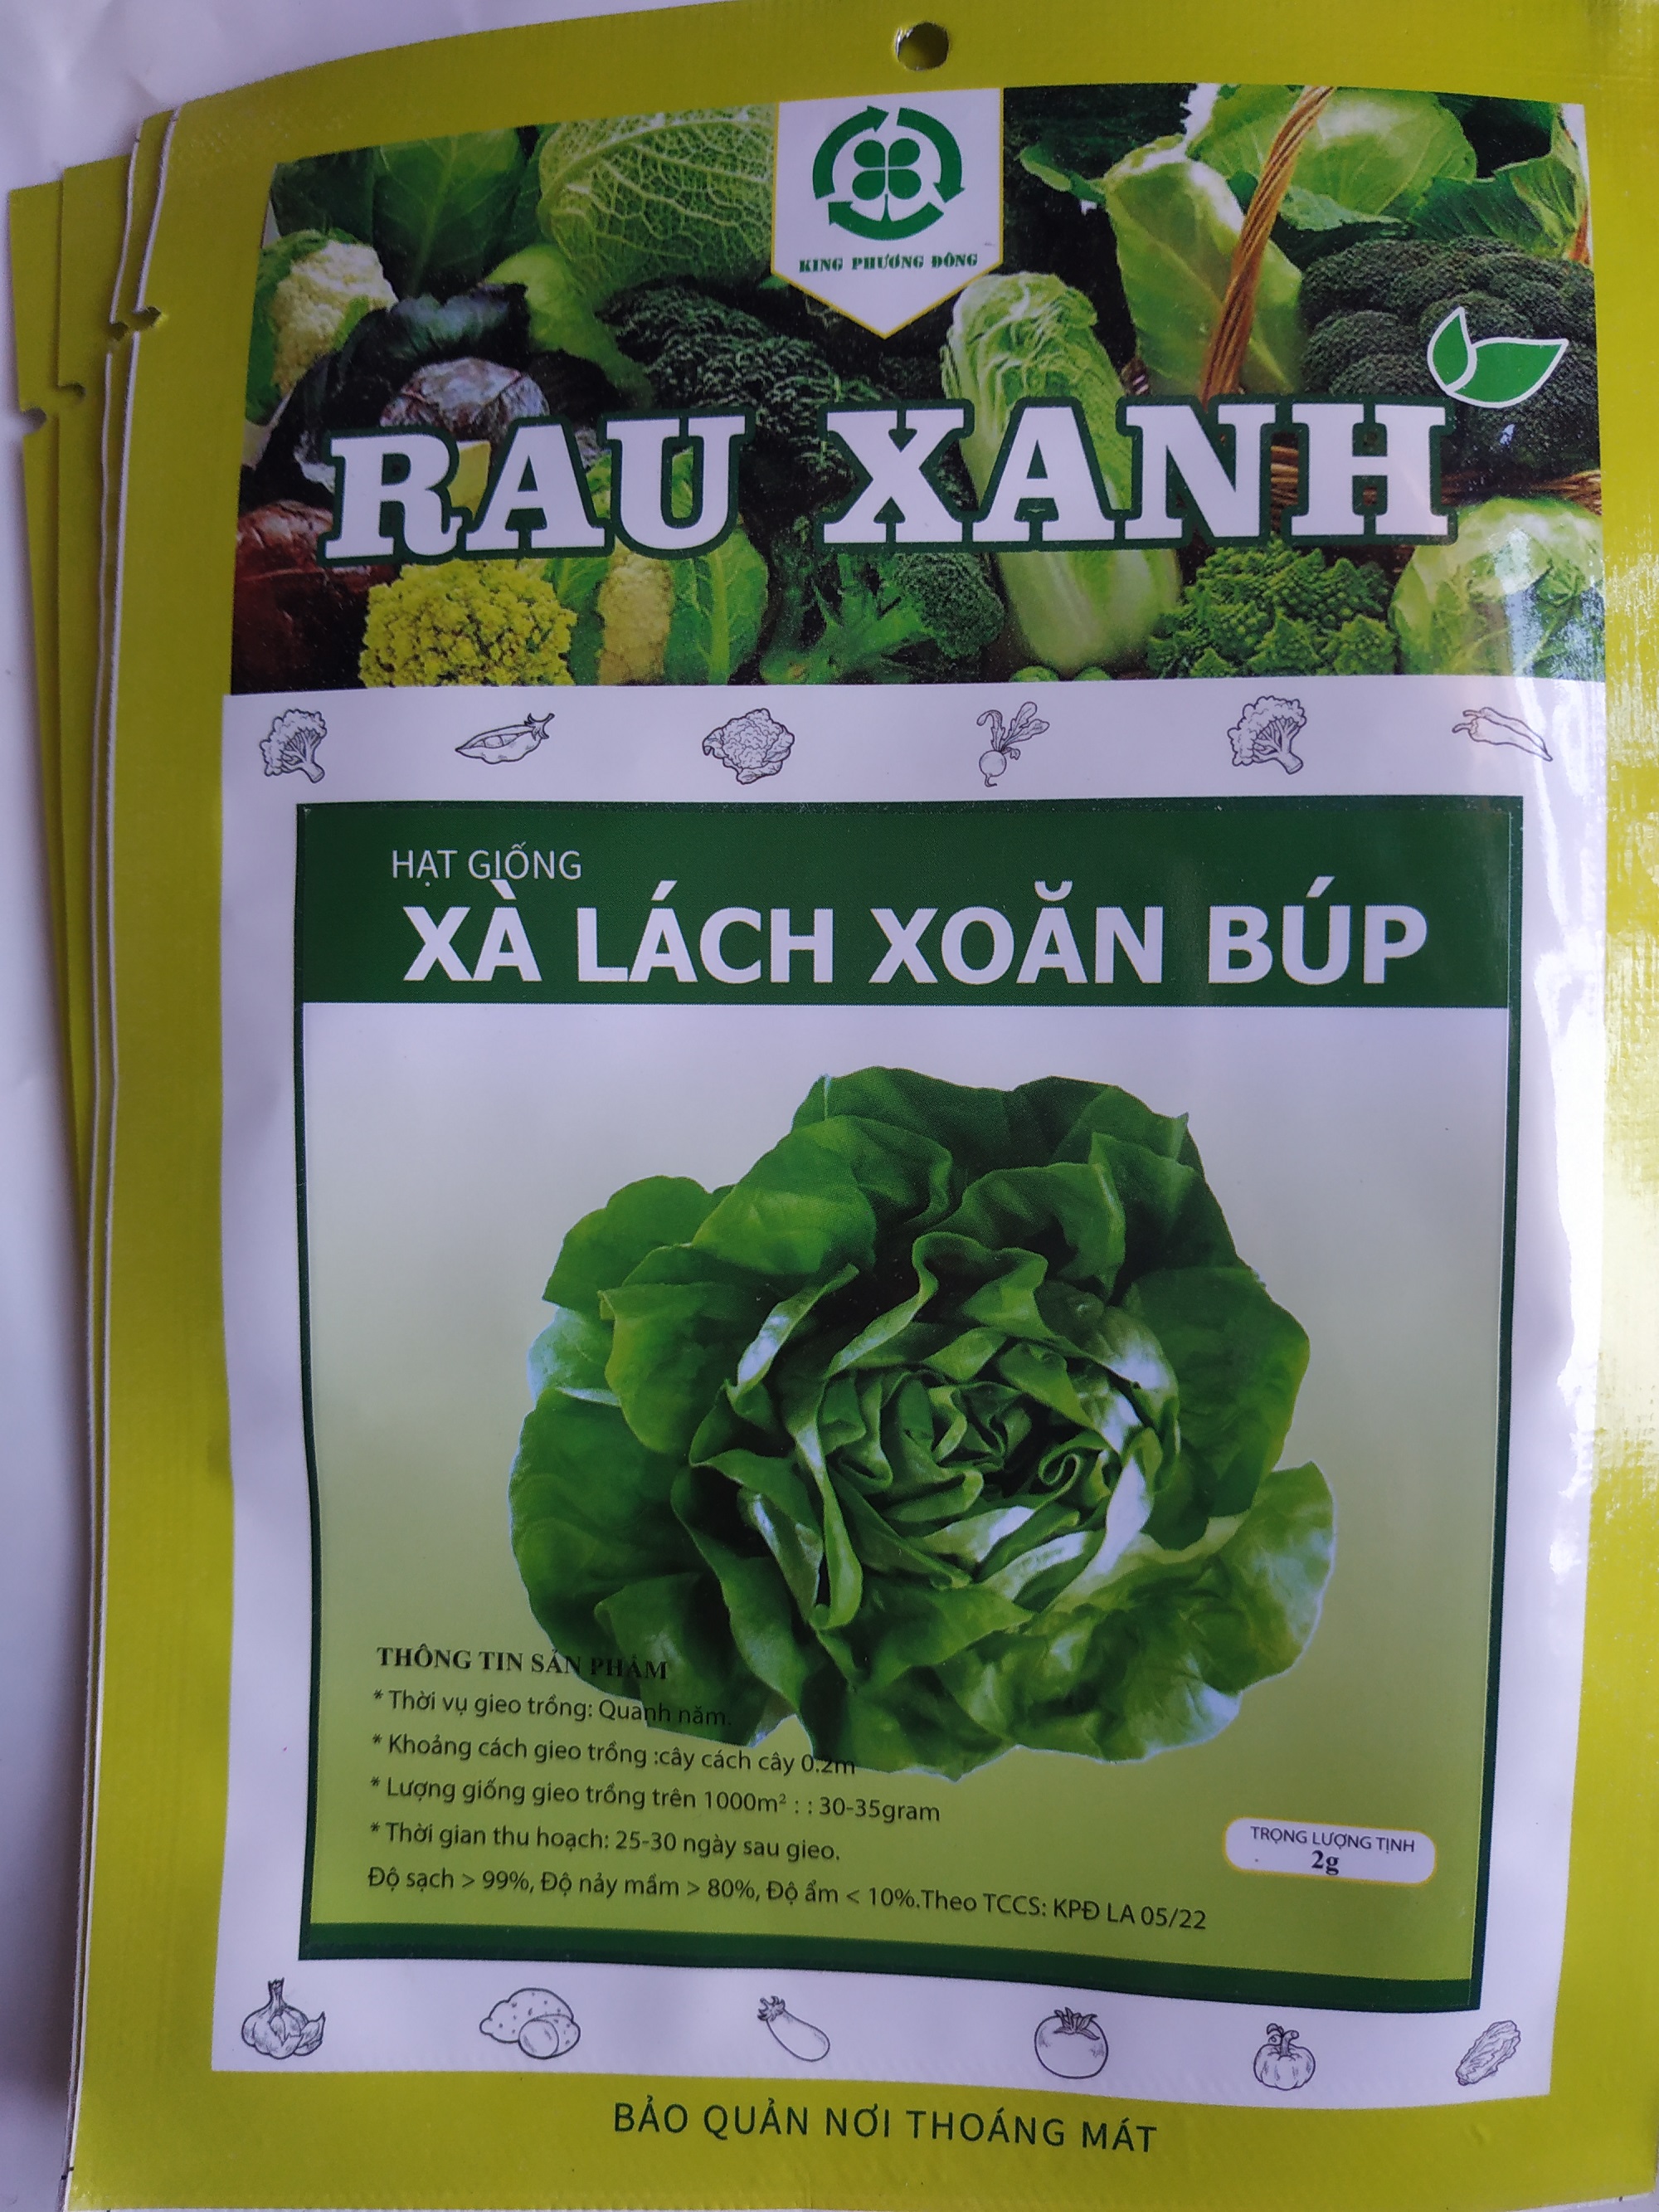 KING PHƯƠNG ĐÔNG
RAU XANH
HẠT GIỐNG
XÀ LÁCH XOĂN BÚP
THÔNG TIN SẢN PHẨM
* Thời vụ gieo trồng: Quanh năm.
* Khoảng cách gieo trồng :cây cách cây 0.2m
* Lượng giống gieo trồng trên 1000m² : : 30-35gram
* Thời gian thu hoạch: 25-30 ngày sau gieo.
Độ sạch > 99%, Độ nảy mầm > 80%, Độ ẩm < 10%.Theo TCCS: KPĐ LA 05/22
TRỌNG LƯỢNG TỊNH
2g
BẢO QUẢN NƠI THOÁNG MÁT